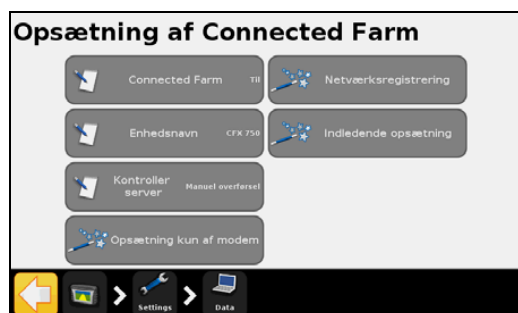 Opsætning af Connected Farm
Connected Farm Til
Netværksregistrering
Enhedsnavn CFX 750
Indledende opsætning
Kontroller
server Manuel overførsel
Opsætning kun af modem
Settings
Data